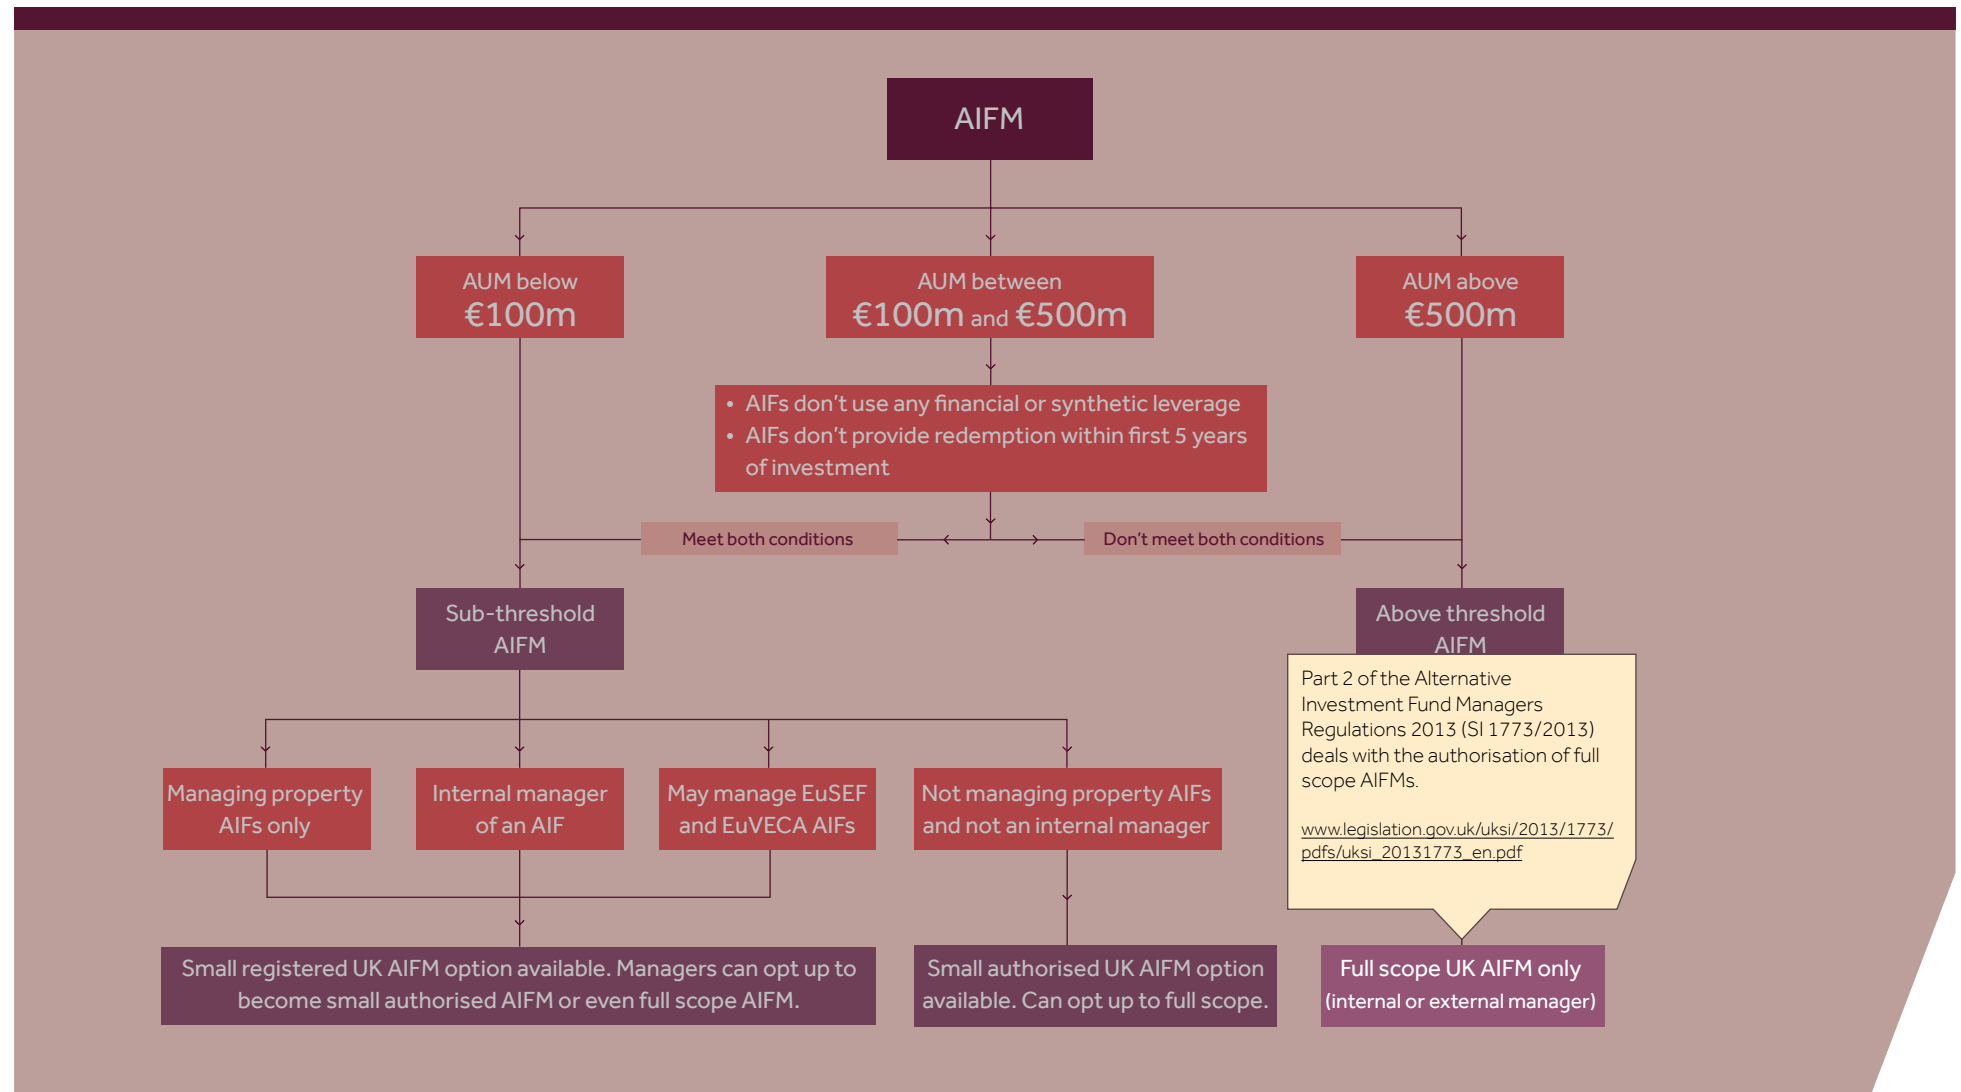 AIFM
AUM below
€100m
AUM between
€100m and €500m
AUM above
€500m
• AIFs don't use any financial or synthetic leverage
• AIFs don't provide redemption within first 5 years
of investment
Meet both conditions
Don't meet both conditions
Sub-threshold
AIFM
Above threshold
AIFM
Part 2 of the Alternative
Investment Fund Managers
Regulations 2013 (SI 1773/2013)
deals with the authorisation of full
scope AIFMs.
www.legislation.gov.uk/uksi/2013/1773/
pdfs/uksi_20131773_en.pdf
Managing property
AIFs only
Internal manager
of an AIF
May manage EuSEF
and EuVECA AIFs
Not managing property AIFs
and not an internal manager
Small registered UK AIFM option available. Managers can opt up to
become small authorised AIFM or even full scope AIFM.
Small authorised UK AIFM option
available. Can opt up to full scope.
Full scope UK AIFM only
(internal or external manager)